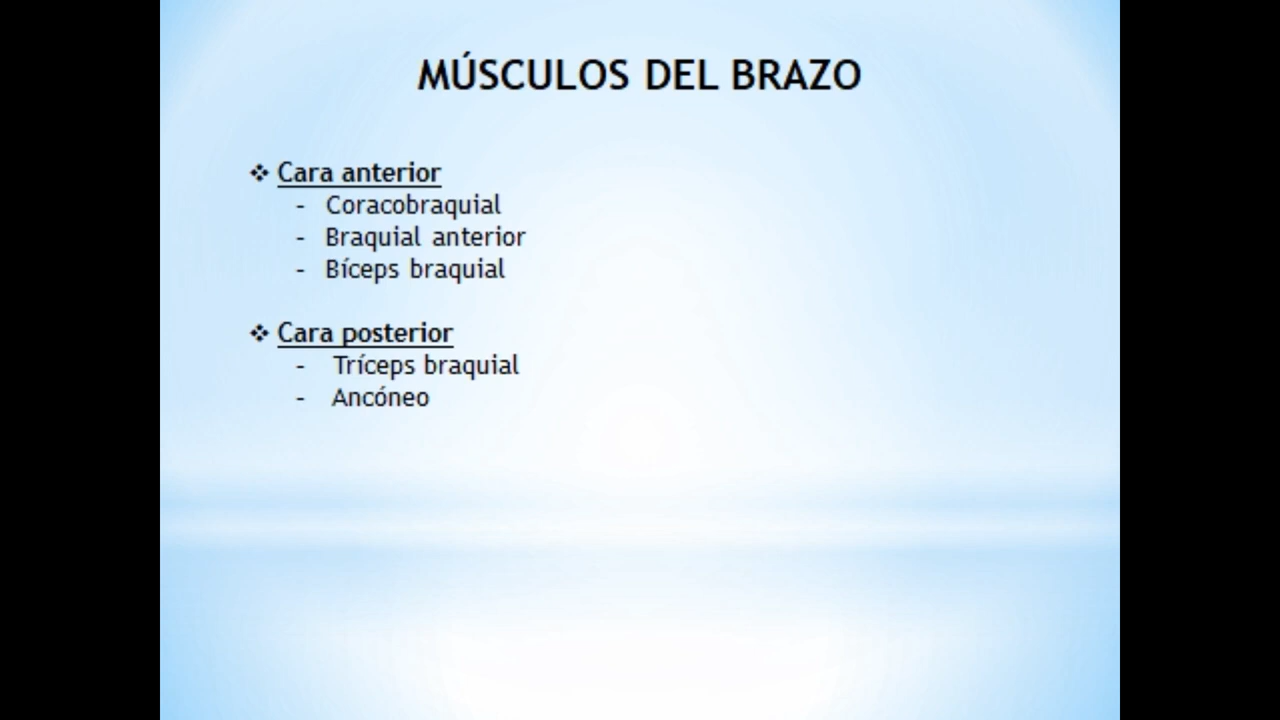 MÚSCULOS DEL BRAZO
❖ Cara anterior
- Coracobraquial
- Braquial anterior
- Bíceps braquial
❖ Cara posterior
- Tríceps braquial
- Ancóneo